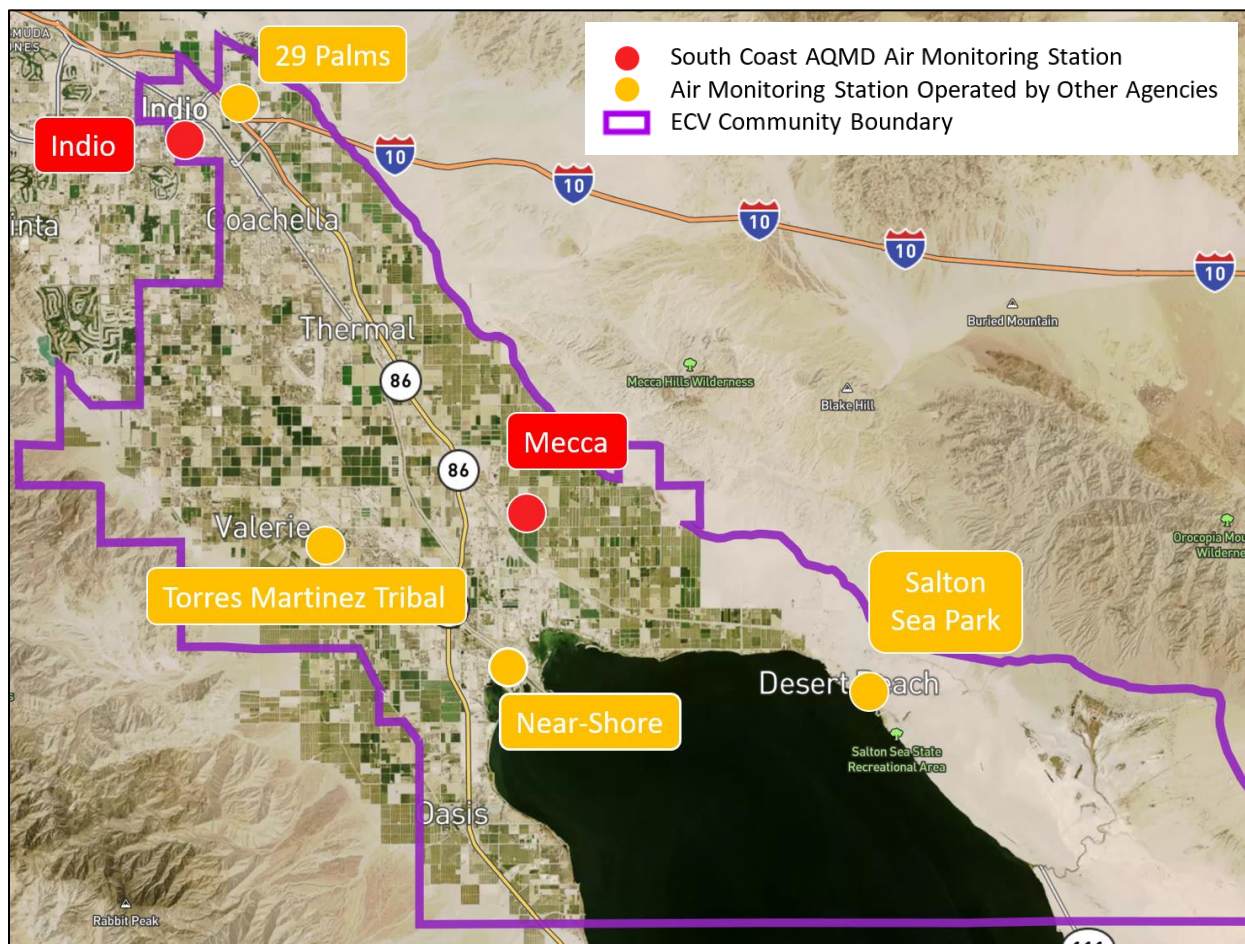 29 Palms
South Coast AQMD Air Monitoring Station
Air Monitoring Station Operated by Other Agencies
ECV Community Boundary
Indio
Indio
10
10
10
10
10
Coachella
Thermal
Buried Mountain
Mecca Hills Wilderness
86
Blake Hill
Mecca
86
Valerie
Torres Martinez Tribal
Salton
Sea Park
Desert Beach
Near-Shore
Salton Sea State
Recreational Area
Oasis
Rabbit Peak
111